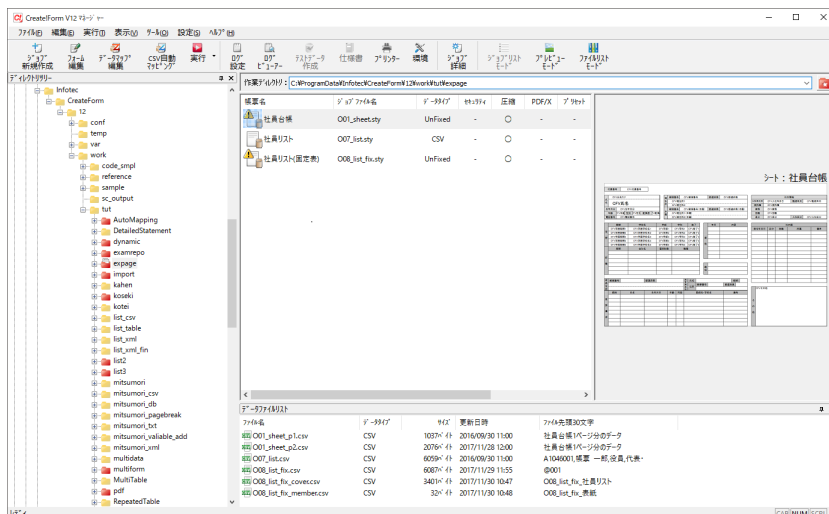 Create!Form V12 マネージャー
ファイル(F) 編集(E) 実行(T) 表示(V) ツール(O) 設定(S) ヘルプ(H)
ジョブ新規作成 フォーム編集 データマップ編集 CSV自動マッピング 実行 ログ設定 ログビューアー テストデータ作成 仕様書 プリンター 環境 ジョブ詳細 ジョブリストモード プレビューモード ファイルリストモード
ディレクトリツリー
作業ディレクトリ: C:¥ProgramData¥Infotec¥CreateForm¥12¥work¥tut¥expage
Infotec
CreateForm
12
conf
temp
var
work
code_smpl
reference
sample
sc_output
tut
AutoMapping
DetailedStatement
dynamic
examrepo
expage
import
kahen
koseki
kotei
list_csv
list_table
list_xml
list_xml_fin
list2
list3
mitsumori
mitsumori_csv
mitsumori_db
mitsumori_pagebreak
mitsumori_txt
mitsumori_valiable_add
mitsumori_xml
multidata
multiform
MultiTable
pdf
RepeatedTable
帳票名 ジョブファイル名 データタイプ セキュリティ 圧縮 PDF/X プリセット
社員台帳 O01_sheet.sty UnFixed - ○ - -
社員リスト O07_list.sty CSV - ○ - -
社員リスト(固定表) O08_list_fix.sty UnFixed - ○ - -
シート : 社員台帳
データファイルリスト
ファイル名 データタイプ サイズ 更新日時 ファイル先頭30文字
O01_sheet_p1.csv CSV 1037バイト 2016/09/30 11:00 社員台帳1ページ分のデータ
O01_sheet_p2.csv CSV 2076バイト 2017/11/28 12:00 社員台帳2ページ分のデータ
O07_list.csv CSV 6059バイト 2016/09/30 11:00 A1046001,帳票 一郎,役員,代表・
O08_list_fix.csv CSV 6087バイト 2017/11/29 11:55 @001
O08_list_fix_cover.csv CSV 3401バイト 2017/11/30 10:47 O08_list_fix_社員リスト
O08_list_fix_member.csv CSV 32バイト 2017/11/30 10:48 O08_list_fix_表紙
レディ
CAP NUM SCRL